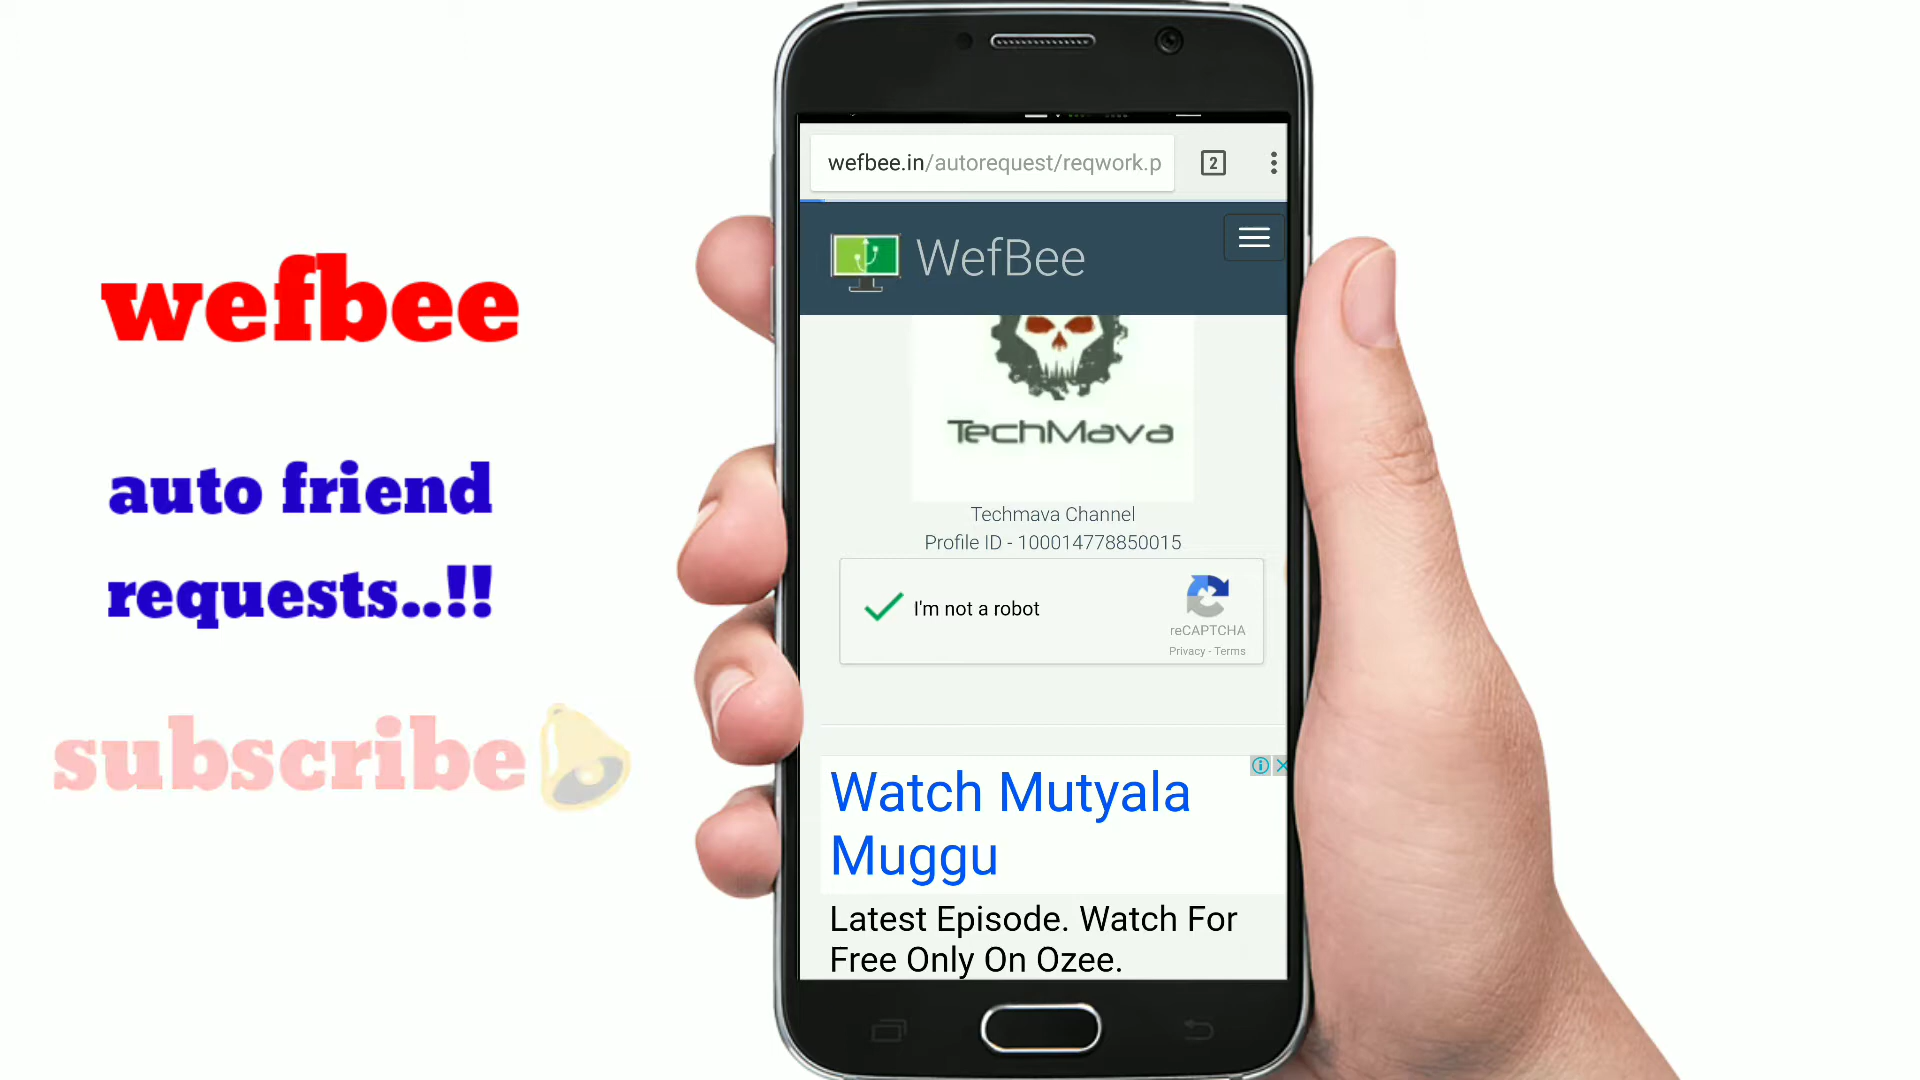 wefbee
auto friend
requests..!!
subscribe
wefbee.in/autorequest/reqwork.p
2
WefBee
TechMava
Techmava Channel
Profile ID - 100014778850015
I'm not a robot
reCAPTCHA
Privacy - Terms
Watch Mutyala
Muggu
Latest Episode. Watch For
Free Only On Ozee.